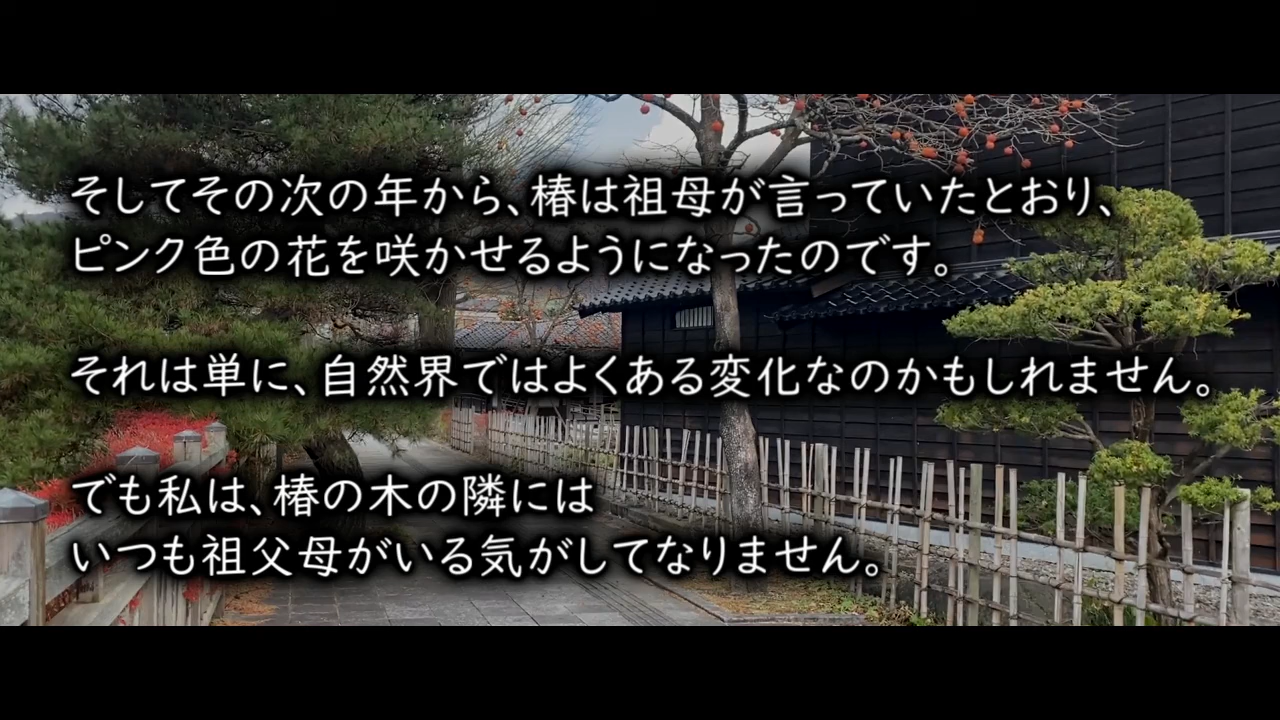 そしてその次の年から、椿は祖母が言っていたとおり、
ピンク色の花を咲かせるようになったのです。
それは単に、自然界ではよくある変化なのかもしれません。
でも私は、椿の木の隣には
いつも祖父母がいる気がしてなりません。